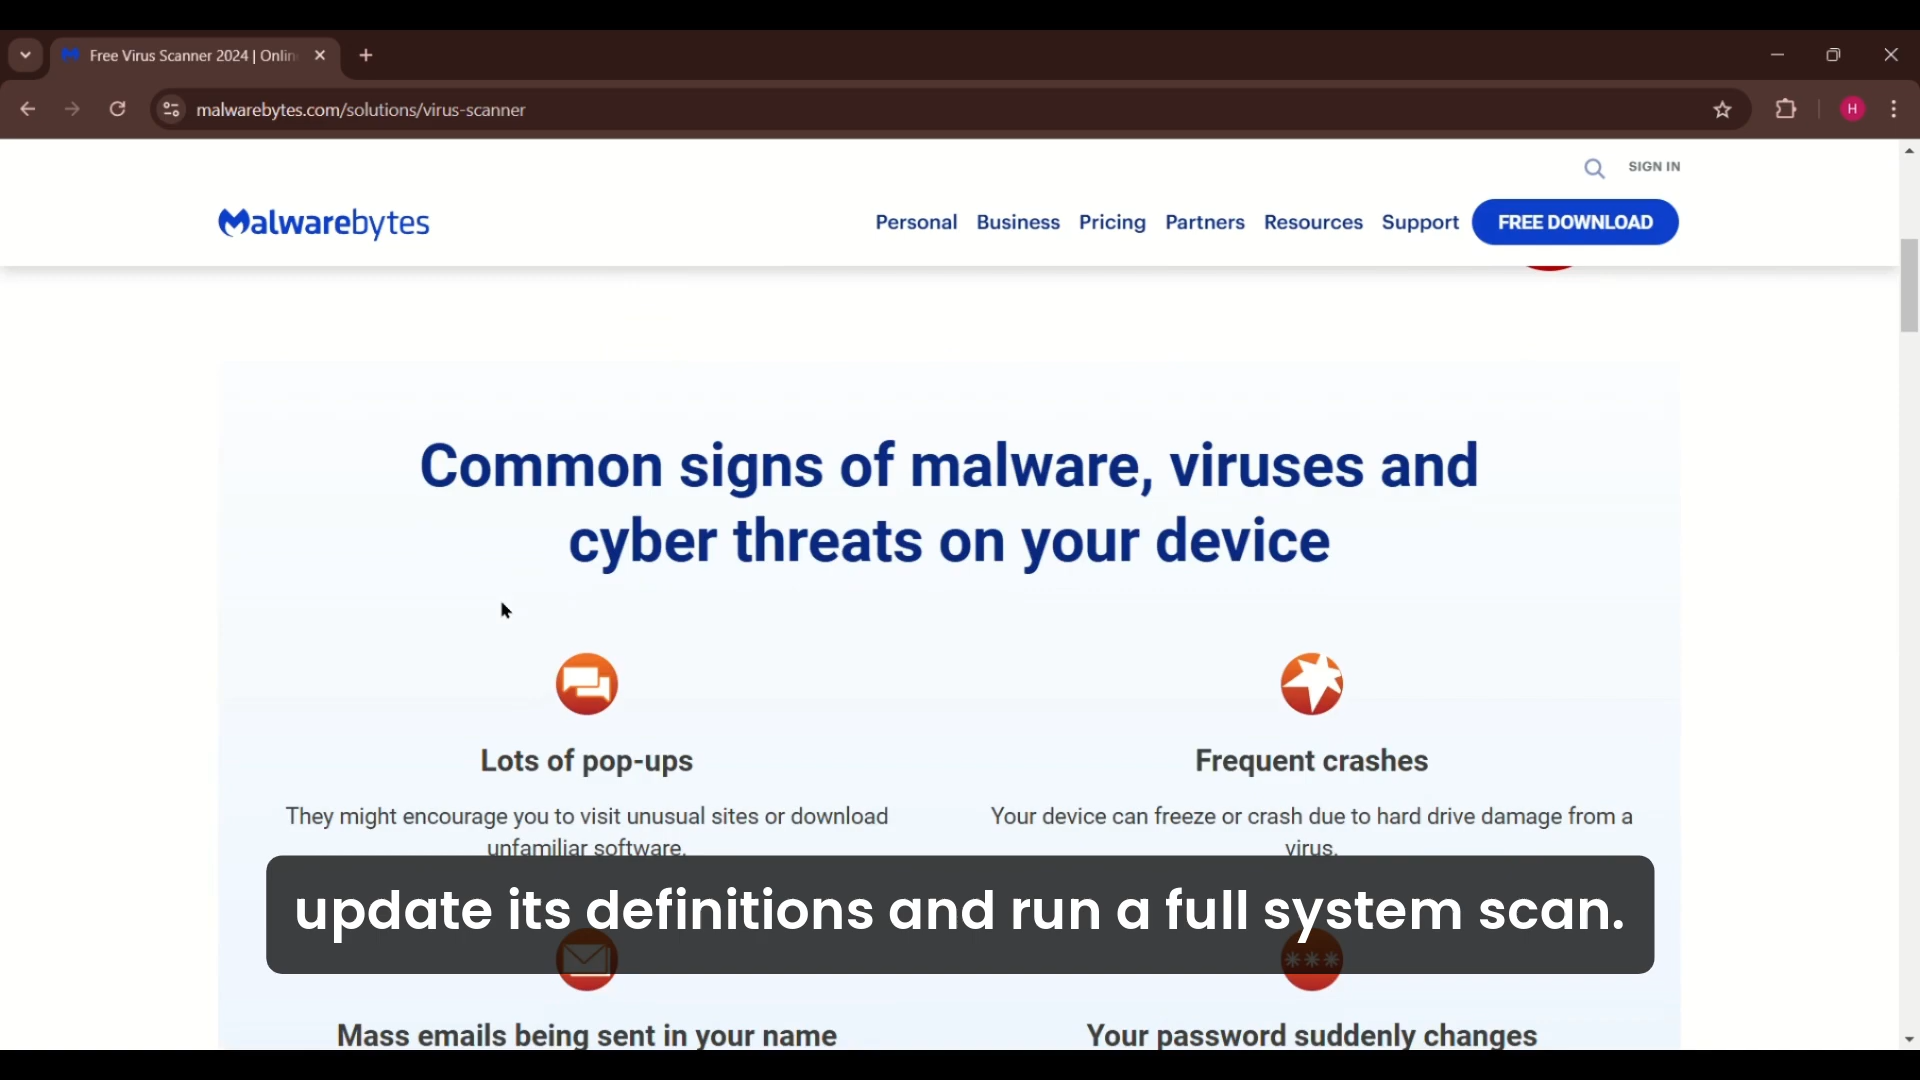 Free Virus Scanner 2024 | Onlin
malwarebytes.com/solutions/virus-scanner
H
SIGN IN
Malwarebytes
Personal Business Pricing Partners Resources Support FREE DOWNLOAD
Common signs of malware, viruses and
cyber threats on your device
Lots of pop-ups
They might encourage you to visit unusual sites or download
unfamiliar software.
Frequent crashes
Your device can freeze or crash due to hard drive damage from a
virus.
update its definitions and run a full system scan.
Mass emails being sent in your name
Your password suddenly changes